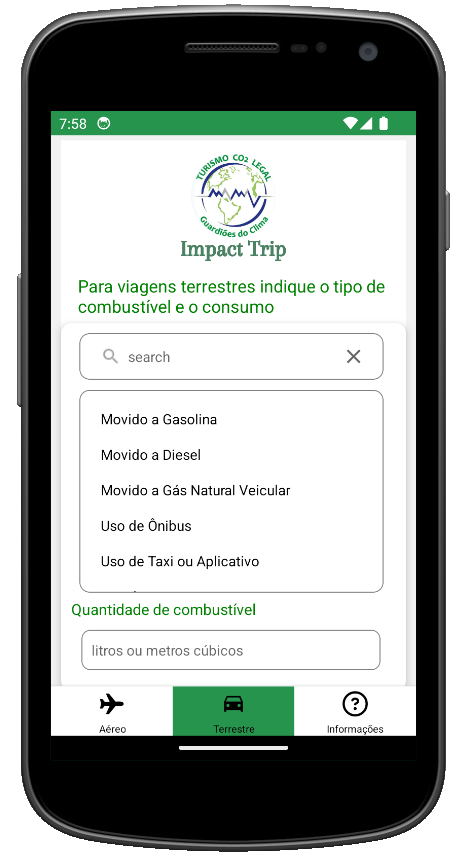 7:58
TURISMO CO2 LEGAL
Guardiões do Clima
Impact Trip
Para viagens terrestres indique o tipo de
combustível e o consumo
search
Movido a Gasolina
Movido a Diesel
Movido a Gás Natural Veicular
Uso de Ônibus
Uso de Taxi ou Aplicativo
Quantidade de combustível
litros ou metros cúbicos
Aéreo
Terrestre
Informações